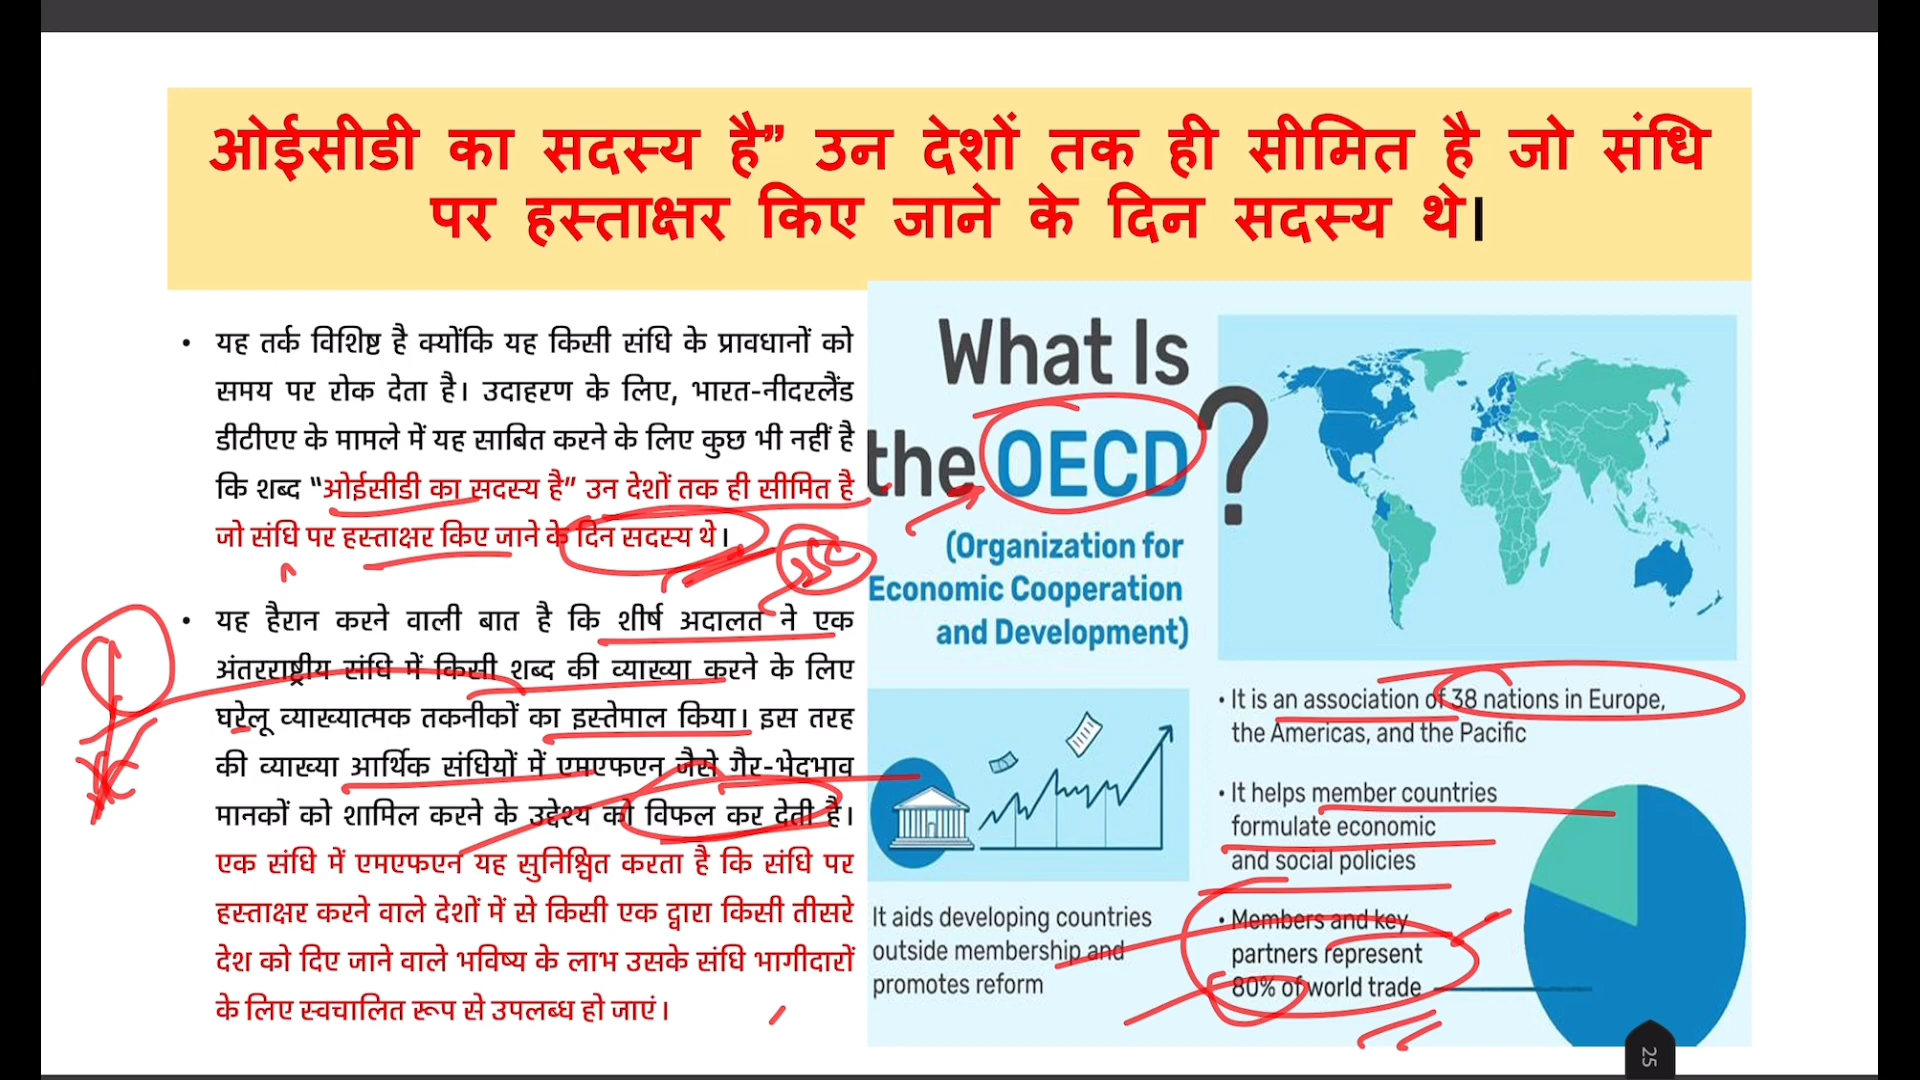 ओईसीडी का सदस्य है” उन देशों तक ही सीमित है जो संधि
पर हस्ताक्षर किए जाने के दिन सदस्य थे।
• यह तर्क विशिष्ट है क्योंकि यह किसी संधि के प्रावधानों को
समय पर रोक देता है। उदाहरण के लिए, भारत-नीदरलैंड
डीटीएए के मामले में यह साबित करने के लिए कुछ भी नहीं है
कि शब्द “ओईसीडी का सदस्य है” उन देशों तक ही सीमित है
जो संधि पर हस्ताक्षर किए जाने के दिन सदस्य थे।
SC
• यह हैरान करने वाली बात है कि शीर्ष अदालत ने एक
अंतरराष्ट्रीय संधि में किसी शब्द की व्याख्या करने के लिए
घरेलू व्याख्यात्मक तकनीकों का इस्तेमाल किया। इस तरह
की व्याख्या आर्थिक संधियों में एमएफएन जैसे गैर-भेदभाव
मानकों को शामिल करने के उद्देश्य को विफल कर देती है।
एक संधि में एमएफएन यह सुनिश्चित करता है कि संधि पर
हस्ताक्षर करने वाले देशों में से किसी एक द्वारा किसी तीसरे
देश को दिए जाने वाले भविष्य के लाभ उसके संधि भागीदारों
के लिए स्वचालित रूप से उपलब्ध हो जाएं।
What Is
the OECD?
(Organization for
Economic Cooperation
and Development)
• It is an association of 38 nations in Europe,
the Americas, and the Pacific
• It helps member countries
formulate economic
and social policies
It aids developing countries
outside membership and
promotes reform
• Members and key
partners represent
80% of world trade
25